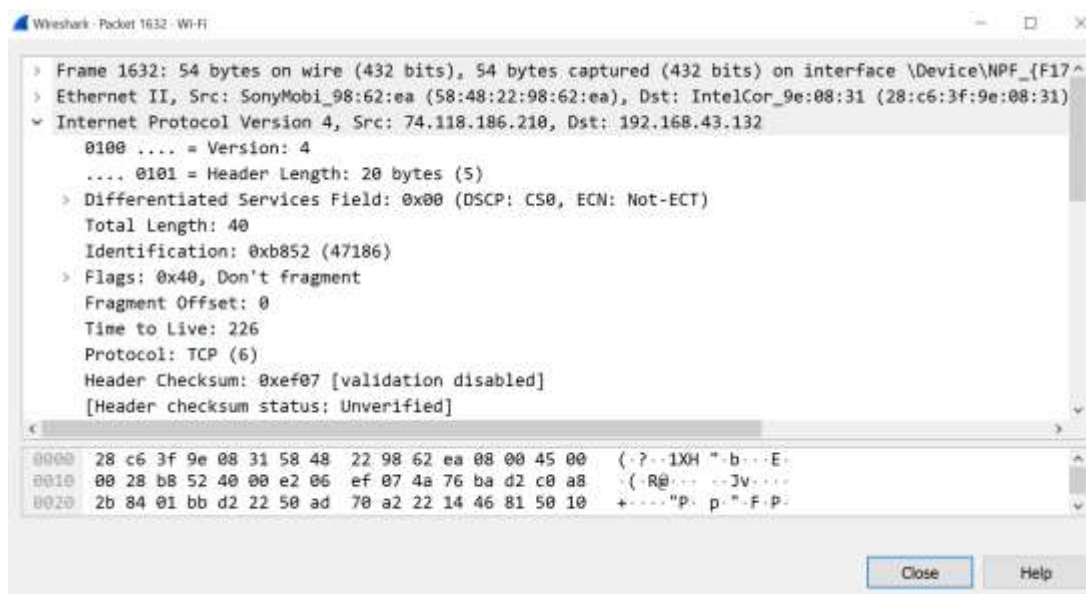 Wireshark · Packet 1632 · Wi-Fi
Frame 1632: 54 bytes on wire (432 bits), 54 bytes captured (432 bits) on interface \Device\NPF_{F17
Ethernet II, Src: SonyMobi_98:62:ea (58:48:22:98:62:ea), Dst: IntelCor_9e:08:31 (28:c6:3f:9e:08:31)
Internet Protocol Version 4, Src: 74.118.186.210, Dst: 192.168.43.132
0100 .... = Version: 4
.... 0101 = Header Length: 20 bytes (5)
Differentiated Services Field: 0x00 (DSCP: CS0, ECN: Not-ECT)
Total Length: 40
Identification: 0xb852 (47186)
Flags: 0x40, Don't fragment
Fragment Offset: 0
Time to Live: 226
Protocol: TCP (6)
Header Checksum: 0xef07 [validation disabled]
[Header checksum status: Unverified]
0000 28 c6 3f 9e 08 31 58 48 22 98 62 ea 08 00 45 00 (·?··1XH "·b···E·
0010 00 28 b8 52 40 00 e2 06 ef 07 4a 76 ba d2 c0 a8 ·(·R@··· ··Jv····
0020 2b 84 01 bb d2 22 50 ad 70 a2 22 14 46 81 50 10 +····"P· p·"·F·P·
Close Help